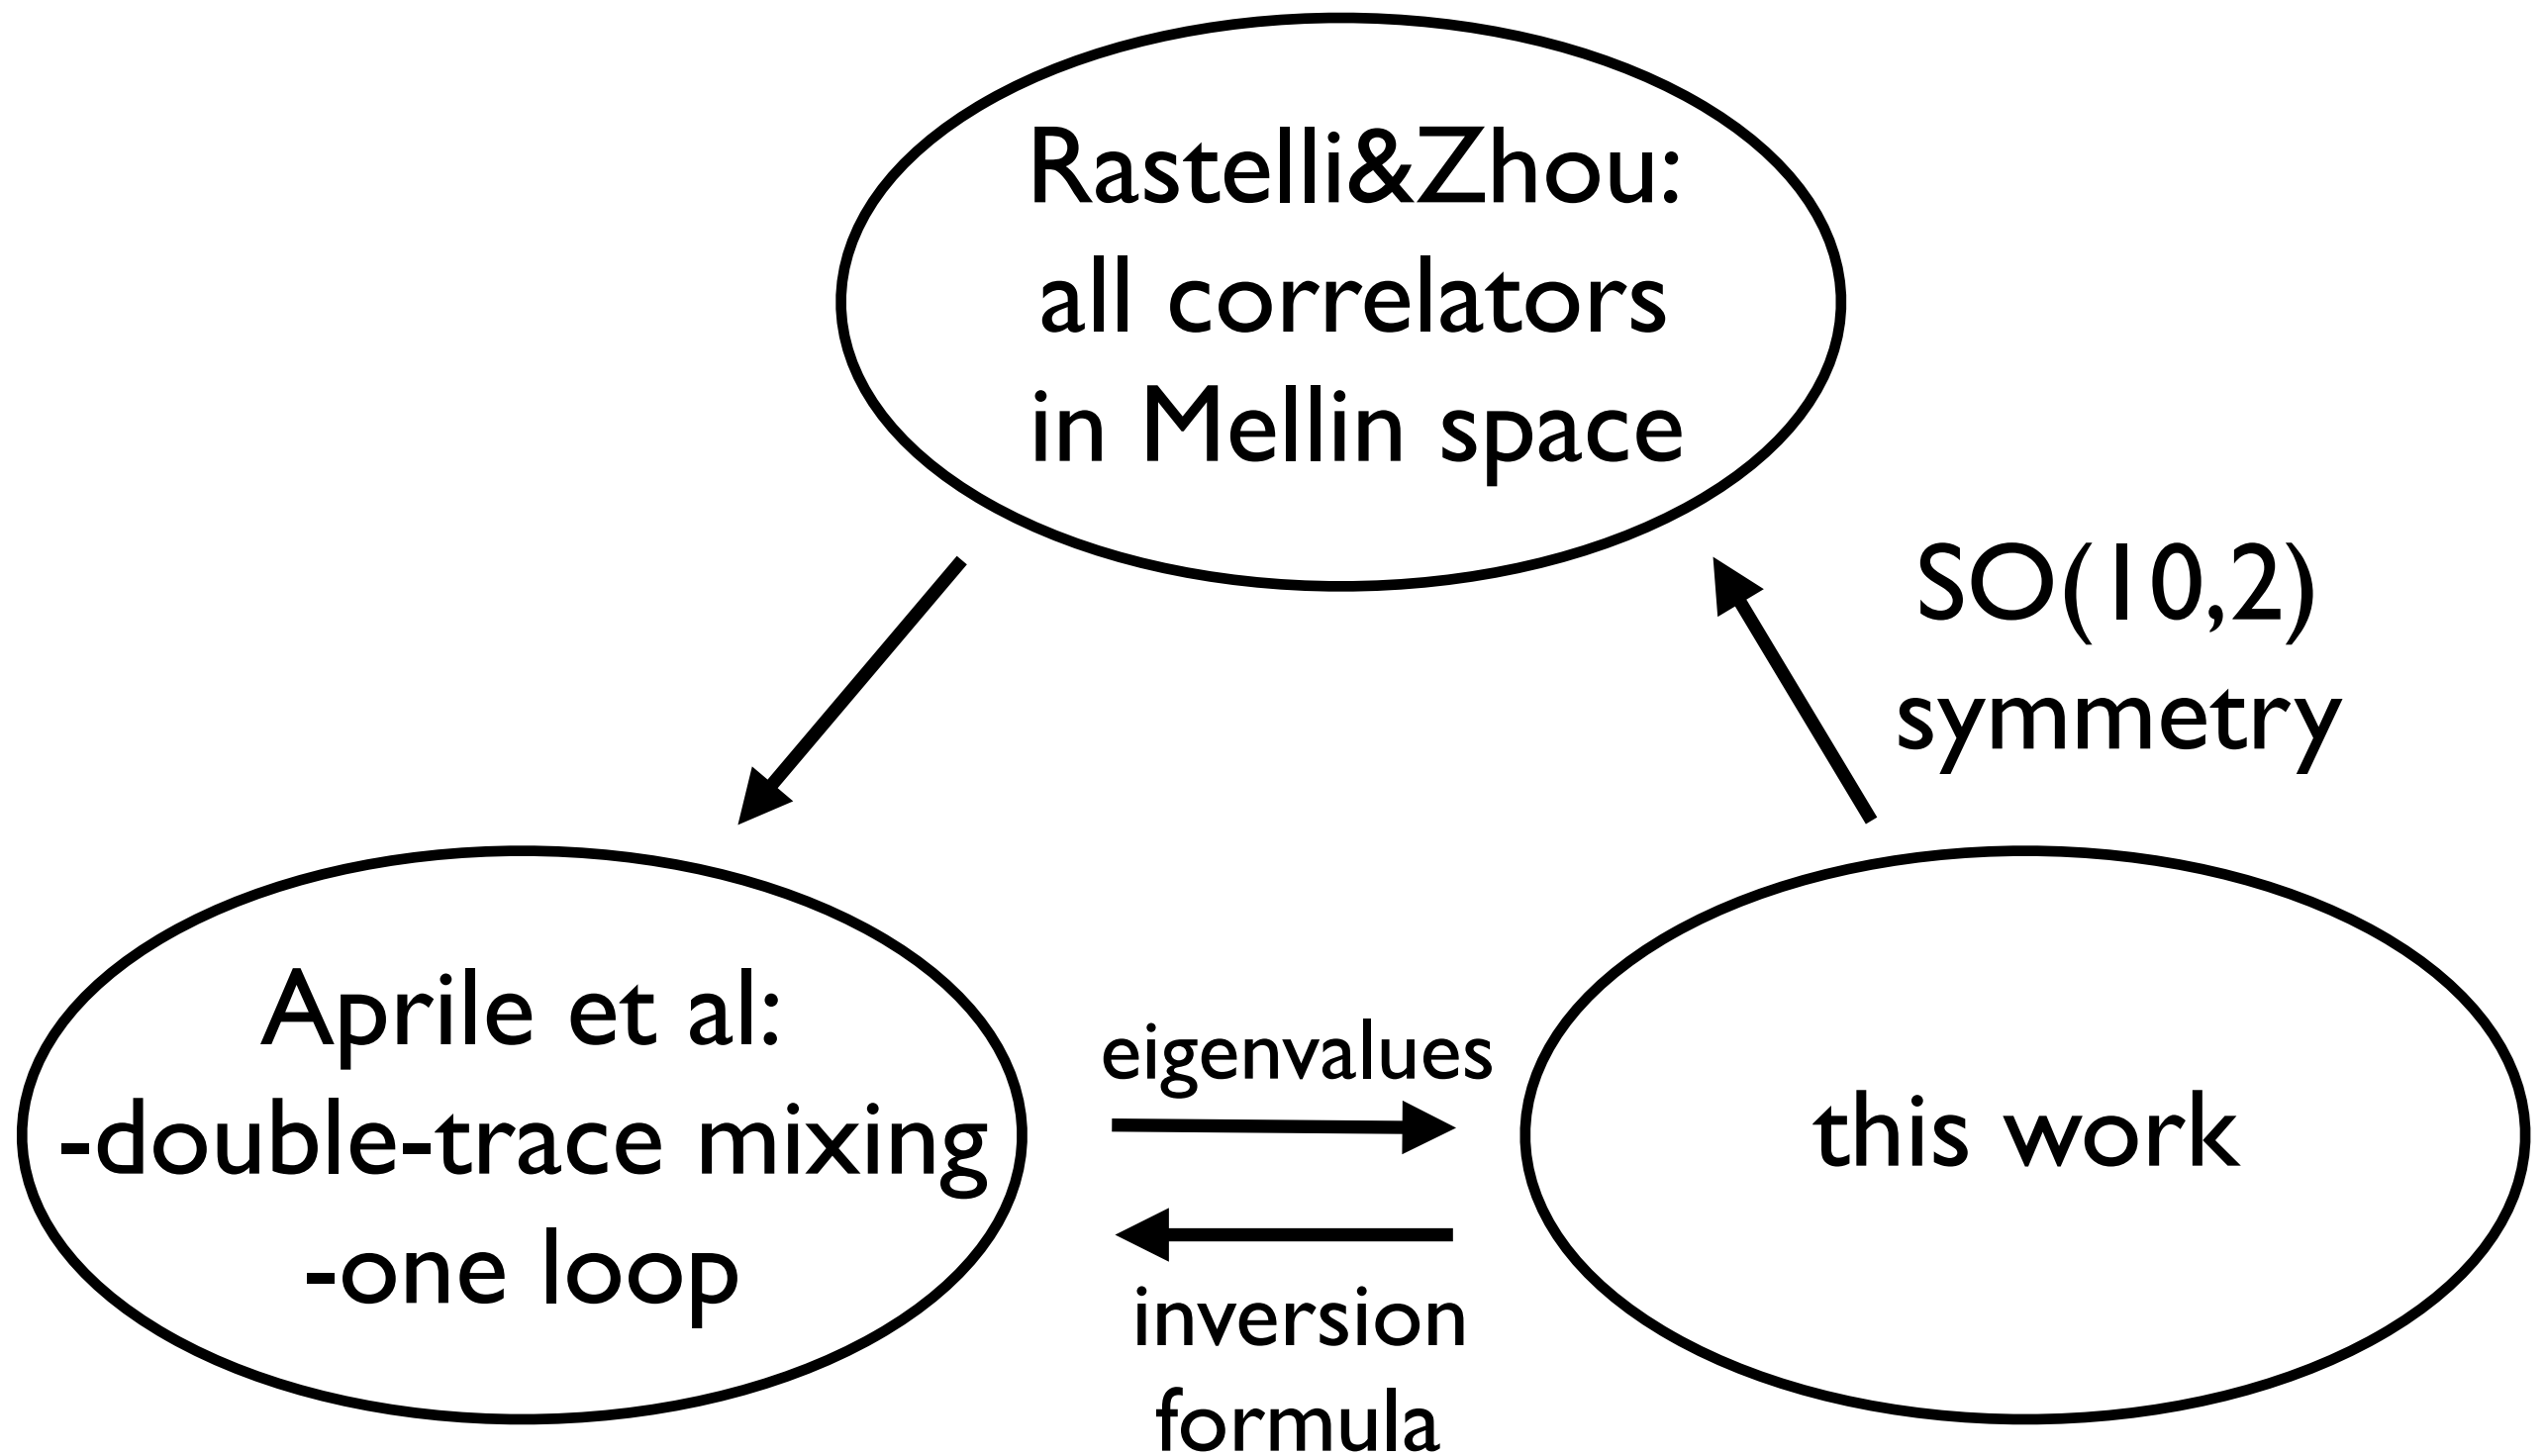 Rastelli&Zhou:
all correlators
in Mellin space
SO(10,2)
symmetry
Aprile et al:
-double-trace mixing
-one loop
eigenvalues
inversion
formula
this work